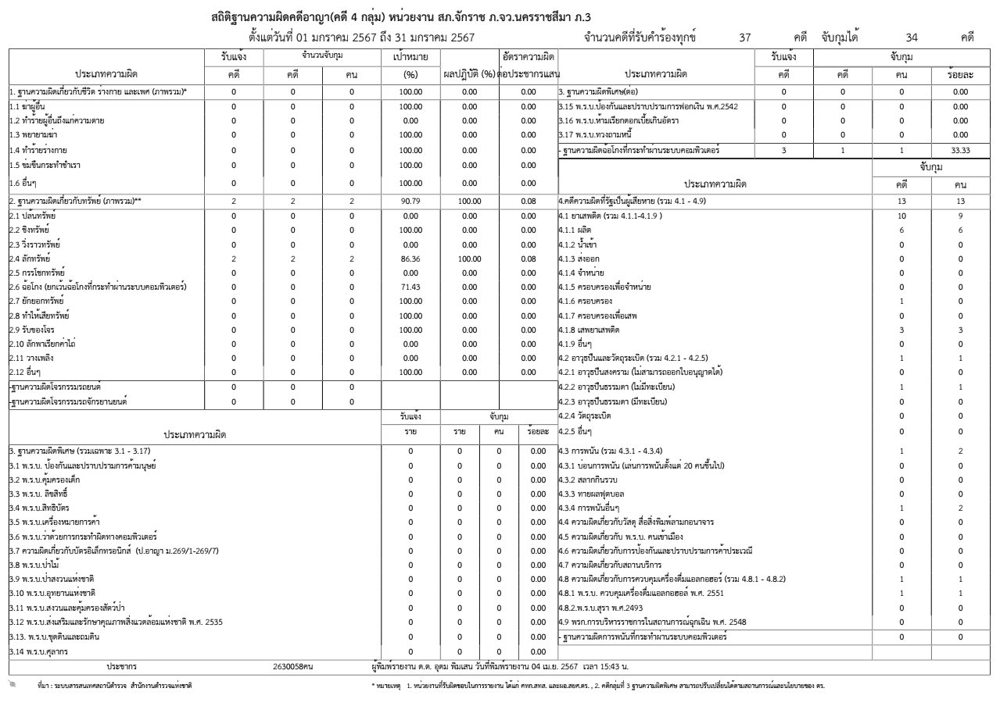 สถิติฐานความผิดคดีอาญา(คดี 4 กลุ่ม) หน่วยงาน สภ.จักราช ภ.จว.นครราชสีมา ภ.3
ตั้งแต่วันที่ 01 มกราคม 2567 ถึง 31 มกราคม 2567 จำนวนคดีที่รับคำร้องทุกข์ 37 คดี จับกุมได้ 34 คดี
ประเภทความผิด รับแจ้ง จำนวนจับกุม เป้าหมาย ผลปฏิบัติ (%) อัตราความผิด
คดี คดี คน (%) ต่อประชากรแสน
1. ฐานความผิดเกี่ยวกับชีวิต ร่างกาย และเพศ (ภาพรวม)* 0 0 0 100.00 0.00 0.00
1.1 ฆ่าผู้อื่น 0 0 0 100.00 0.00 0.00
1.2 ทำร้ายผู้อื่นถึงแก่ความตาย 0 0 0 0.00 0.00 0.00
1.3 พยายามฆ่า 0 0 0 100.00 0.00 0.00
1.4 ทำร้ายร่างกาย 0 0 0 100.00 0.00 0.00
1.5 ข่มขืนกระทำชำเรา 0 0 0 100.00 0.00 0.00
1.6 อื่นๆ 0 0 0 100.00 0.00 0.00
2. ฐานความผิดเกี่ยวกับทรัพย์ (ภาพรวม)** 2 2 2 90.79 100.00 0.08
2.1 ปล้นทรัพย์ 0 0 0 0.00 0.00 0.00
2.2 ชิงทรัพย์ 0 0 0 100.00 0.00 0.00
2.3 วิ่งราวทรัพย์ 0 0 0 0.00 0.00 0.00
2.4 ลักทรัพย์ 2 2 2 86.36 100.00 0.08
2.5 กรรโชกทรัพย์ 0 0 0 0.00 0.00 0.00
2.6 ฉ้อโกง (ยกเว้นฉ้อโกงที่กระทำผ่านระบบคอมพิวเตอร์) 0 0 0 71.43 0.00 0.00
2.7 ยักยอกทรัพย์ 0 0 0 100.00 0.00 0.00
2.8 ทำให้เสียทรัพย์ 0 0 0 100.00 0.00 0.00
2.9 รับของโจร 0 0 0 100.00 0.00 0.00
2.10 ลักพาเรียกค่าไถ่ 0 0 0 0.00 0.00 0.00
2.11 วางเพลิง 0 0 0 0.00 0.00 0.00
2.12 อื่นๆ 0 0 0 100.00 0.00 0.00
-ฐานความผิดโจรกรรมรถยนต์ 0 0 0
-ฐานความผิดโจรกรรมรถจักรยานยนต์ 0 0 0
ประเภทความผิด รับแจ้ง จับกุม
ราย ราย คน ร้อยละ
3. ฐานความผิดพิเศษ (รวมเฉพาะ 3.1 - 3.17) 0 0 0 0.00
3.1 พ.ร.บ. ป้องกันและปราบปรามการค้ามนุษย์ 0 0 0 0.00
3.2 พ.ร.บ.คุ้มครองเด็ก 0 0 0 0.00
3.3 พ.ร.บ. ลิขสิทธิ์ 0 0 0 0.00
3.4 พ.ร.บ.สิทธิบัตร 0 0 0 0.00
3.5 พ.ร.บ.เครื่องหมายการค้า 0 0 0 0.00
3.6 พ.ร.บ.ว่าด้วยการกระทำผิดทางคอมพิวเตอร์ 0 0 0 0.00
3.7 ความผิดเกี่ยวกับบัตรอิเล็กทรอนิกส์ (ป.อาญา ม.269/1-269/7) 0 0 0 0.00
3.8 พ.ร.บ.ป่าไม้ 0 0 0 0.00
3.9 พ.ร.บ.ป่าสงวนแห่งชาติ 0 0 0 0.00
3.10 พ.ร.บ.อุทยานแห่งชาติ 0 0 0 0.00
3.11 พ.ร.บ.สงวนและคุ้มครองสัตว์ป่า 0 0 0 0.00
3.12 พ.ร.บ.ส่งเสริมและรักษาคุณภาพสิ่งแวดล้อมแห่งชาติ พ.ศ. 2535 0 0 0 0.00
3.13. พ.ร.บ.ขุดดินและถมดิน 0 0 0 0.00
3.14 พ.ร.บ.ศุลากร 0 0 0 0.00
ประเภทความผิด รับแจ้ง จับกุม
คดี คดี คน ร้อยละ
3. ฐานความผิดพิเศษ(ต่อ) 0 0 0 0.00
3.15 พ.ร.บ.ป้องกันและปราบปรามการฟอกเงิน พ.ศ.2542 0 0 0 0.00
3.16 พ.ร.บ.ห้ามเรียกดอกเบี้ยเกินอัตรา 0 0 0 0.00
3.17 พ.ร.บ.ทวงถามหนี้ 0 0 0 0.00
- ฐานความผิดฉ้อโกงที่กระทำผ่านระบบคอมพิวเตอร์ 3 1 1 33.33
ประเภทความผิด จับกุม
คดี คน
4.คดีความผิดที่รัฐเป็นผู้เสียหาย (รวม 4.1 - 4.9) 13 13
4.1 ยาเสพติด (รวม 4.1.1-4.1.9 ) 10 9
4.1.1 ผลิต 6 6
4.1.2 น้ำเข้า 0 0
4.1.3 ส่งออก 0 0
4.1.4 จำหน่าย 0 0
4.1.5 ครอบครองเพื่อจำหน่าย 0 0
4.1.6 ครอบครอง 1 0
4.1.7 ครอบครองเพื่อเสพ 0 0
4.1.8 เสพยาเสพติด 3 3
4.1.9 อื่นๆ 0 0
4.2 อาวุธปืนและวัตถุระเบิด (รวม 4.2.1 - 4.2.5) 1 1
4.2.1 อาวุธปืนสงคราม (ไม่สามารถออกใบอนุญาตได้) 0 0
4.2.2 อาวุธปืนธรรมดา (ไม่มีทะเบียน) 1 1
4.2.3 อาวุธปืนธรรมดา (มีทะเบียน) 0 0
4.2.4 วัตถุระเบิด 0 0
4.2.5 อื่นๆ 0 0
4.3 การพนัน (รวม 4.3.1 - 4.3.4) 1 2
4.3.1 บ่อนการพนัน (เล่นการพนันตั้งแต่ 20 คนขึ้นไป) 0 0
4.3.2 สลากกินรวบ 0 0
4.3.3 ทายผลฟุตบอล 0 0
4.3.4 การพนันอื่นๆ 1 2
4.4 ความผิดเกี่ยวกับวัสดุ สื่อสิ่งพิมพ์ลามกอนาจาร 0 0
4.5 ความผิดเกี่ยวกับ พ.ร.บ. คนเข้าเมือง 0 0
4.6 ความผิดเกี่ยวกับการป้องกันและปราบปรามการค้าประเวณี 0 0
4.7 ความผิดเกี่ยวกับสถานบริการ 0 0
4.8 ความผิดเกี่ยวกับการควบคุมเครื่องดื่มแอลกอฮอร์ (รวม 4.8.1 - 4.8.2) 1 1
4.8.1 พ.ร.บ. ควบคุมเครื่องดื่มแอลกอฮอล์ พ.ศ. 2551 1 1
4.8.2.พ.ร.บ.สุรา พ.ศ.2493 0 0
4.9 พรก.การบริหารราชการในสถานการณ์ฉุกเฉิน พ.ศ. 2548 0 0
- ฐานความผิดการพนันที่กระทำผ่านระบบคอมพิวเตอร์ 0 0
ประชากร 2630058คน ผู้พิมพ์รายงาน ด.ต. อุดม พิมเสน วันที่พิมพ์รายงาน 04 เม.ย. 2567 เวลา 15:43 น.
ที่มา : ระบบสารสนเทศสถานีตำรวจ สำนักงานตำรวจแห่งชาติ * หมายเหตุ 1. หน่วยงานที่รับผิดชอบในการรายงาน ได้แก่ ศทก.สทส. และผอ.สยศ.ตร. , 2. คดีกลุ่มที่ 3 ฐานความผิดพิเศษ สามารถปรับเปลี่ยนได้ตามสถานการณ์และนโยบายของ ตร.